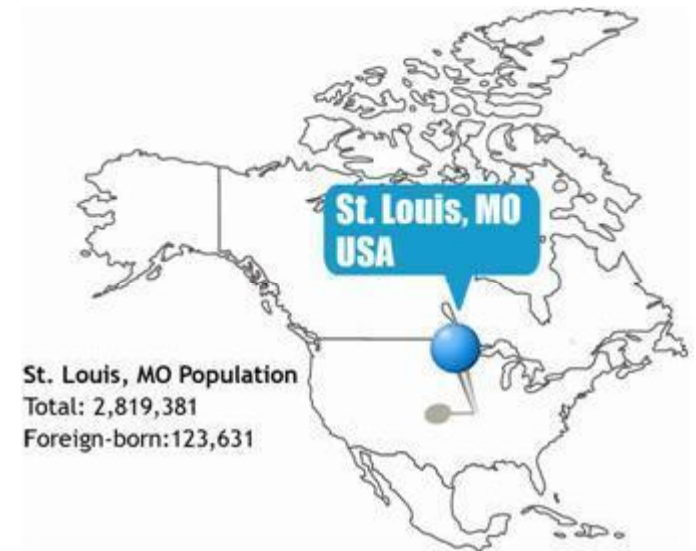 St. Louis, MO
USA
St. Louis, MO Population
Total: 2,819,381
Foreign-born:123,631